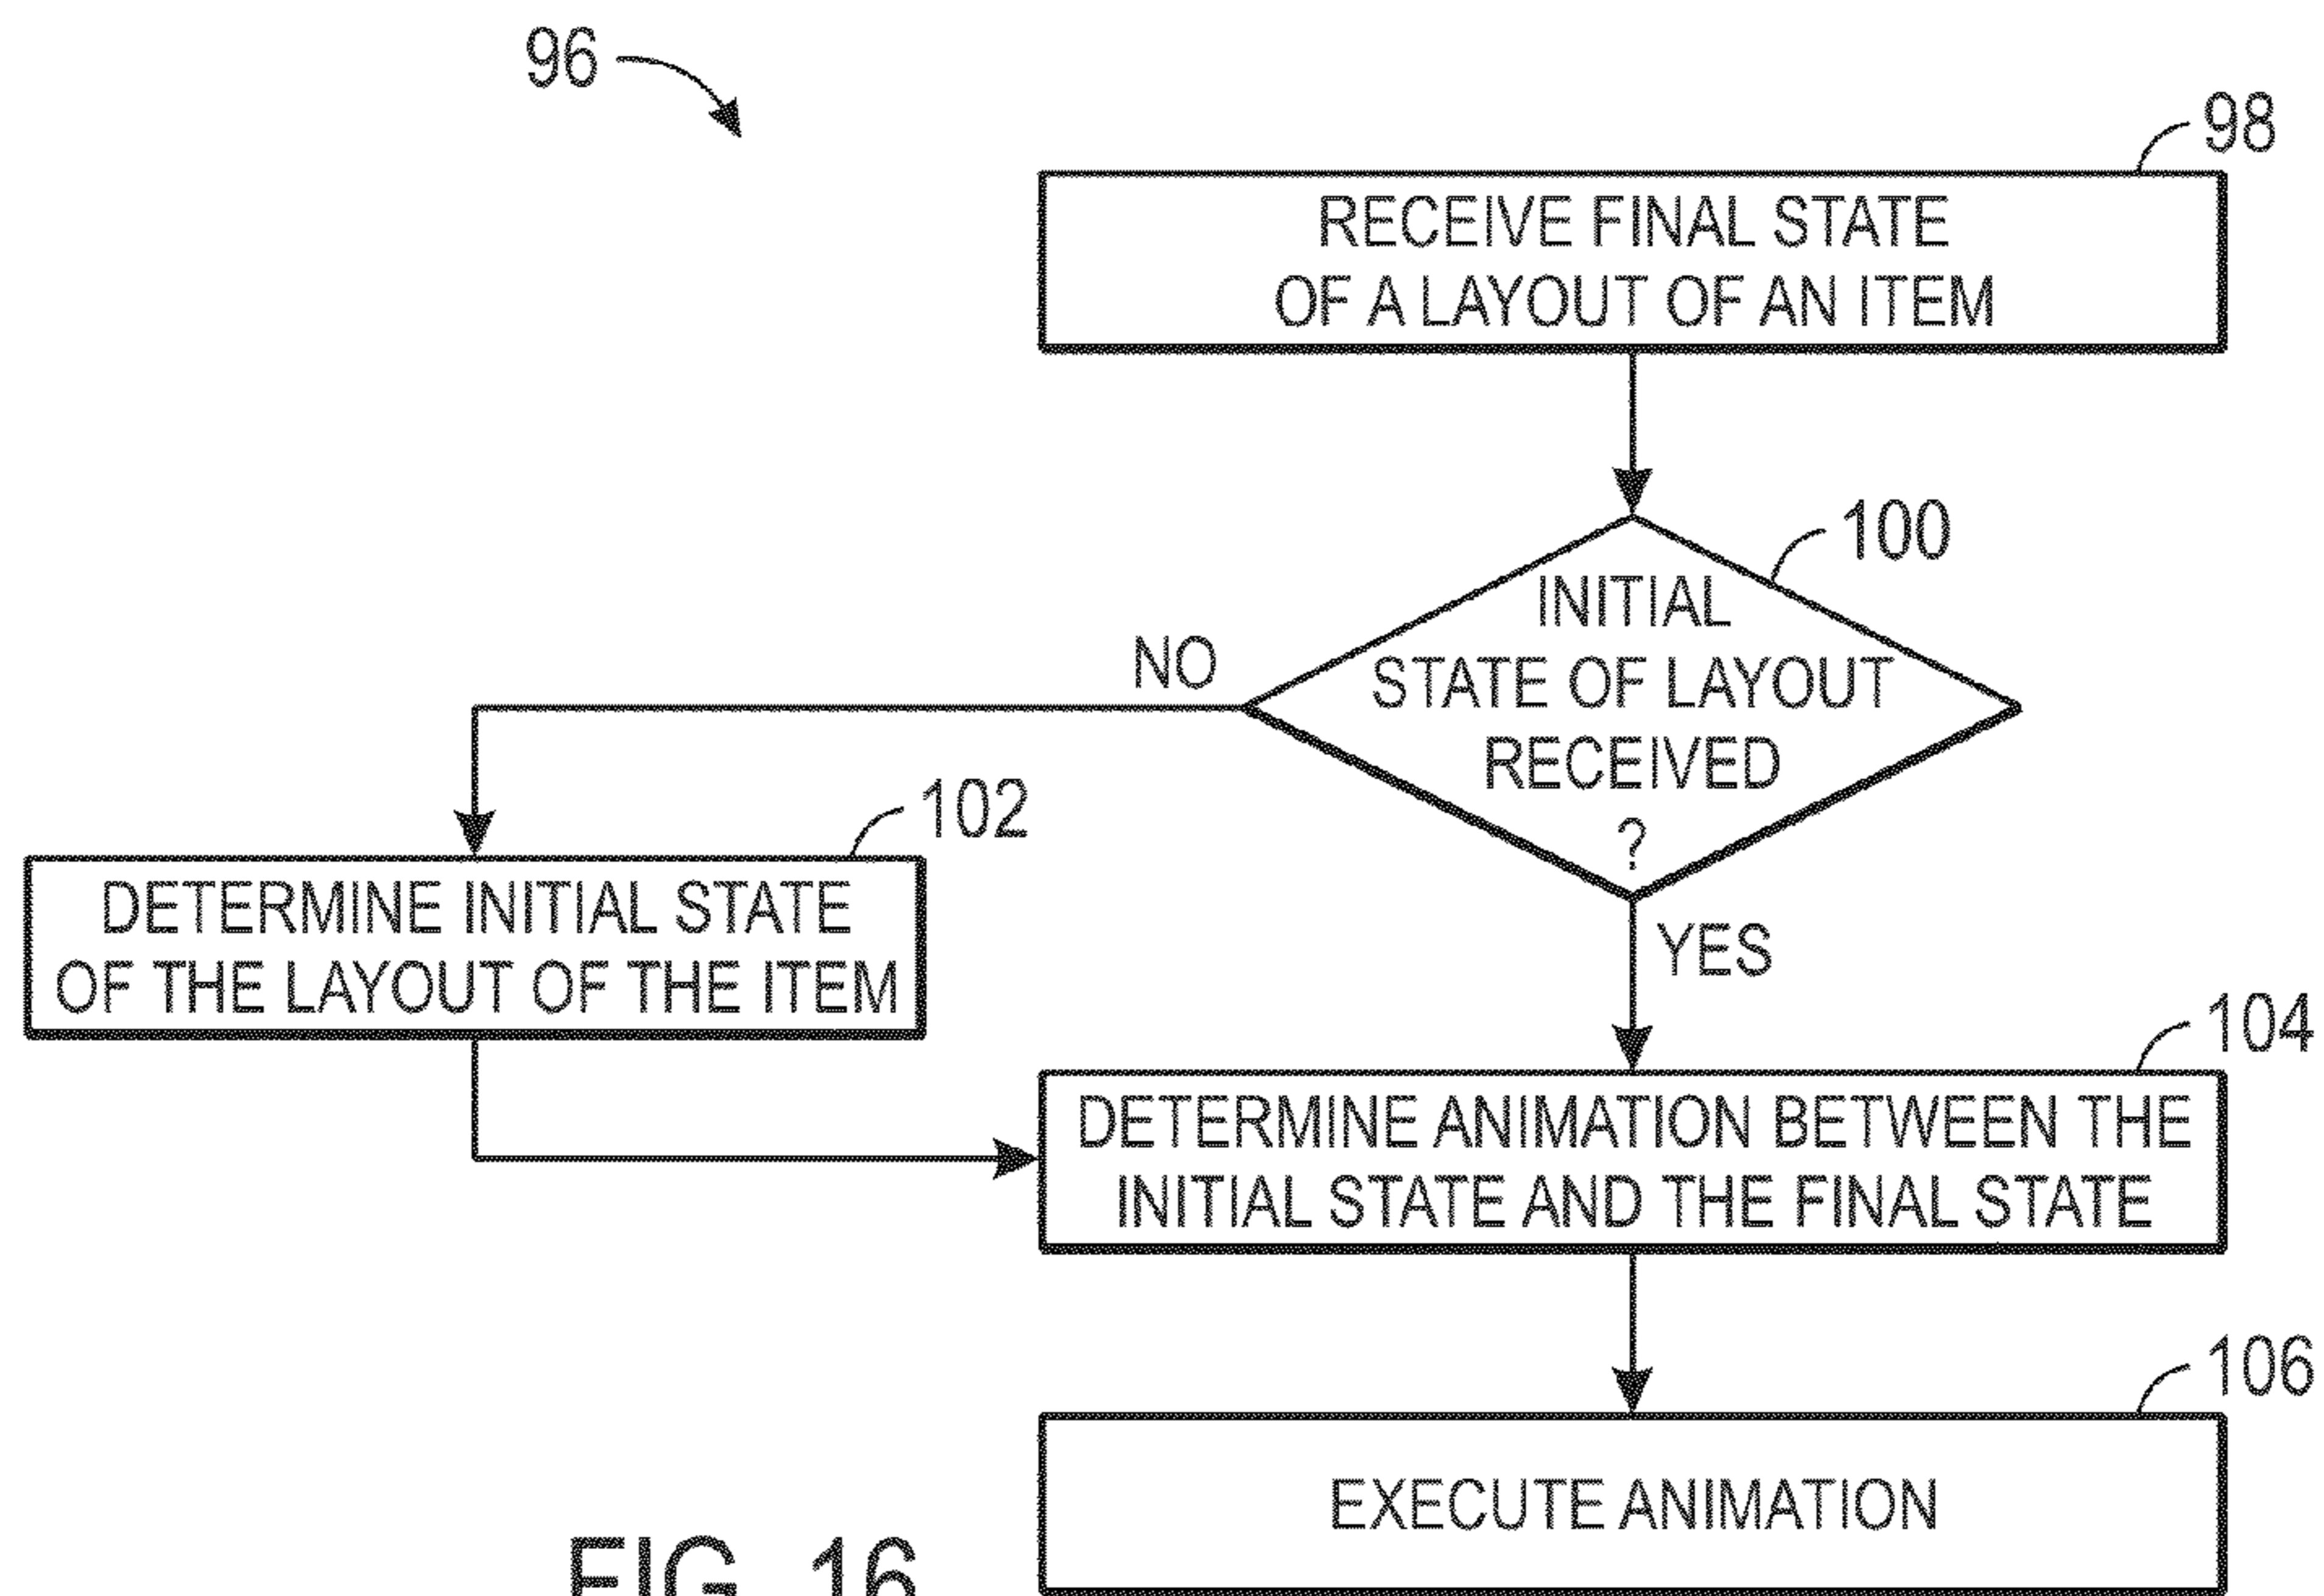 96
98
RECEIVE FINAL STATE
OF A LAYOUT OF AN ITEM
100
INITIAL
STATE OF LAYOUT
RECEIVED
?
NO
YES
102
DETERMINE INITIAL STATE
OF THE LAYOUT OF THE ITEM
104
DETERMINE ANIMATION BETWEEN THE
INITIAL STATE AND THE FINAL STATE
106
EXECUTE ANIMATION
FIG. 16